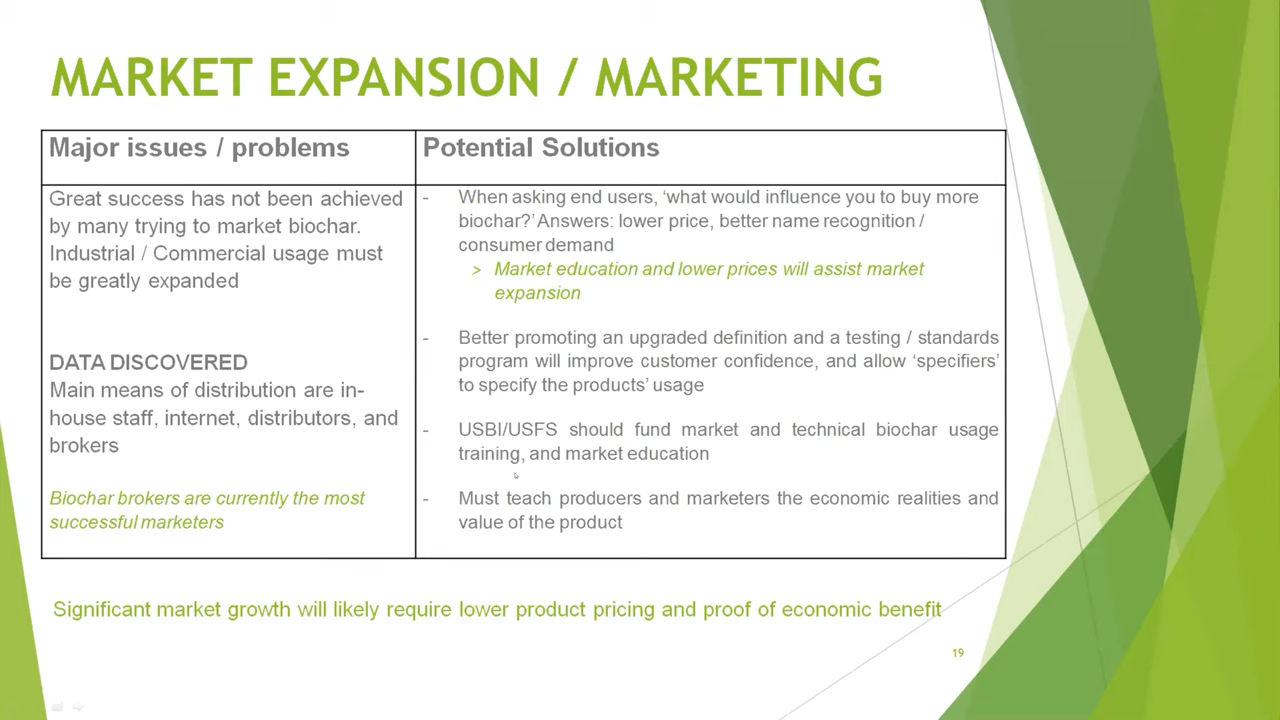 MARKET EXPANSION / MARKETING
Major issues / problems
Great success has not been achieved
by many trying to market biochar.
Industrial / Commercial usage must
be greatly expanded
DATA DISCOVERED
Main means of distribution are in-
house staff, internet, distributors, and
brokers
Biochar brokers are currently the most
successful marketers
Potential Solutions
- When asking end users, ‘what would influence you to buy more
biochar?’ Answers: lower price, better name recognition /
consumer demand
> Market education and lower prices will assist market
expansion
- Better promoting an upgraded definition and a testing / standards
program will improve customer confidence, and allow ‘specifiers’
to specify the products’ usage
- USBI/USFS should fund market and technical biochar usage
training, and market education
- Must teach producers and marketers the economic realities and
value of the product
Significant market growth will likely require lower product pricing and proof of economic benefit
19